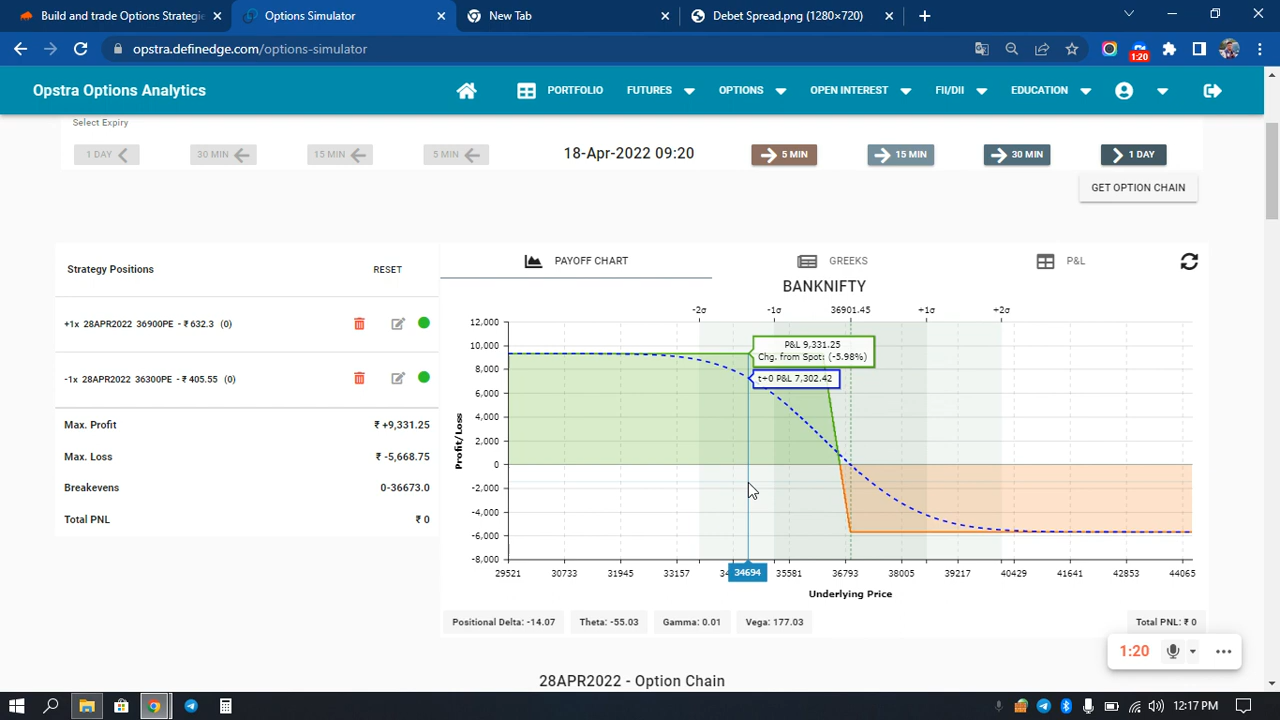 Build and trade Options Strategie
Options Simulator
New Tab
Debet Spread.png (1280×720)
opstra.definedge.com/options-simulator
1:20
Opstra Options Analytics
PORTFOLIO
FUTURES
OPTIONS
OPEN INTEREST
FII/DII
EDUCATION
Select Expiry
1 DAY
30 MIN
15 MIN
5 MIN
18-Apr-2022 09:20
5 MIN
15 MIN
30 MIN
1 DAY
GET OPTION CHAIN
Strategy Positions
RESET
+1x 28APR2022 36900PE - ₹ 632.3 (0)
-1x 28APR2022 36300PE - ₹ 405.55 (0)
Max. Profit ₹ +9,331.25
Max. Loss ₹ -5,668.75
Breakevens 0-36673.0
Total PNL ₹ 0
PAYOFF CHART
GREEKS
P&L
BANKNIFTY
-2σ -1σ 36901.45 +1σ +2σ
12,000
10,000
8,000
6,000
4,000
2,000
0
-2,000
-4,000
-6,000
-8,000
Profit/Loss
P&L 9,331.25
Chg. from Spot: (-5.98%)
t+0 P&L 7,302.42
29521 30733 31945 33157 34694 35581 36793 38005 39217 40429 41641 42853 44065
Underlying Price
Positional Delta: -14.07 Theta: -55.03 Gamma: 0.01 Vega: 177.03 Total PNL: ₹ 0
1:20
28APR2022 - Option Chain
12:17 PM